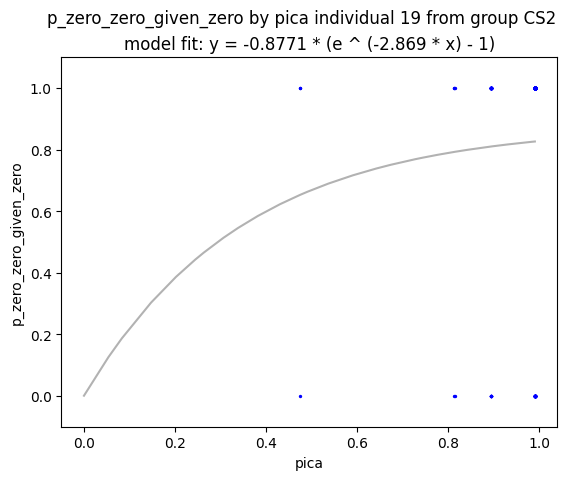 p_zero_zero_given_zero by pica individual 19 from group CS2
model fit: y = -0.8771 * (e ^ (-2.869 * x) - 1)
1.0
0.8
0.6
0.4
0.2
0.0
p_zero_zero_given_zero
0.0 0.2 0.4 0.6 0.8 1.0
pica